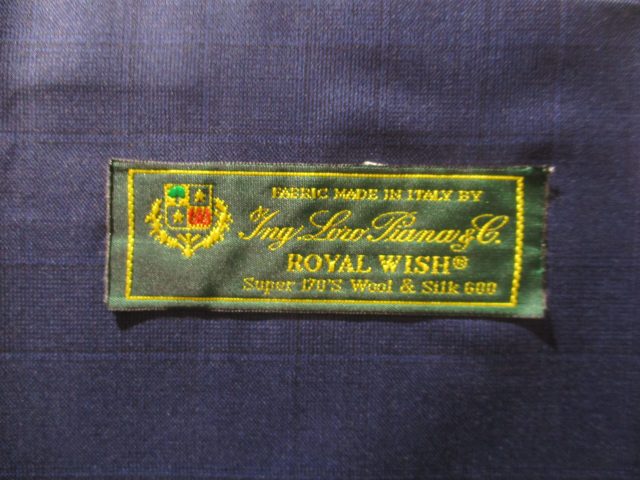 FABRIC MADE IN ITALY BY
Ing. Loro Piana & C.
ROYAL WISH®
Super 170'S Wool & Silk 600